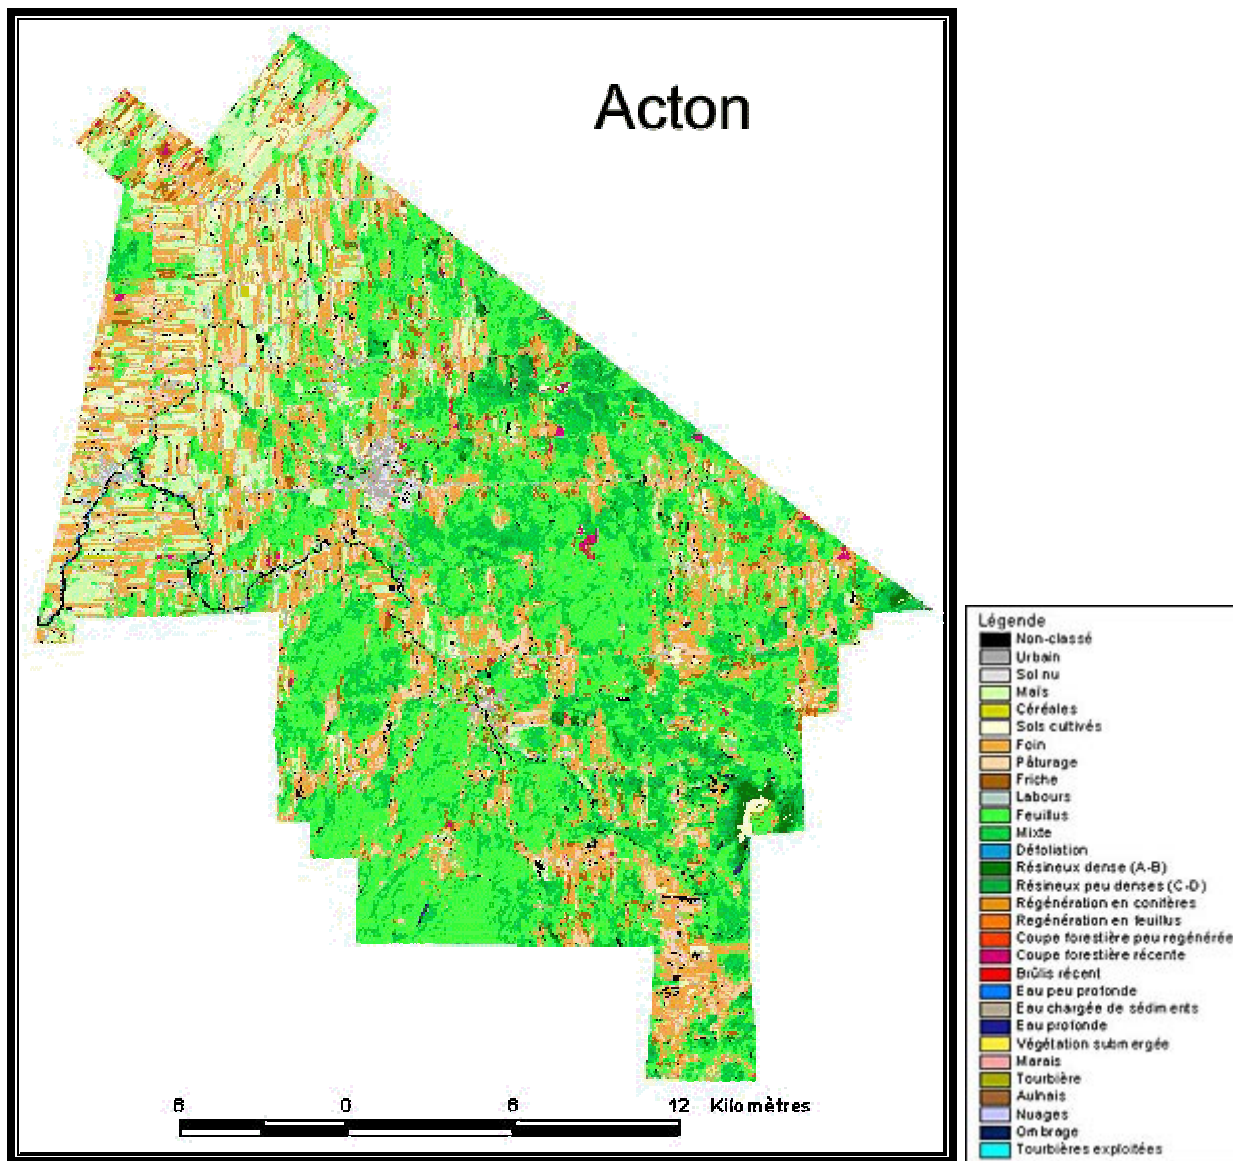 Acton
Légende
Non-classé
Urbain
Sol nu
Maïs
Céréales
Sols cultivés
Foin
Pâturage
Friche
Labours
Feuillus
Mixte
Défoliation
Résineux dense (A-B)
Résineux peu denses (C-D)
Régénération en conifères
Regénération en feuillus
Coupe forestière peu regénérée
Coupe forestière récente
Brûlis récent
Eau peu profonde
Eau chargée de sédiments
Eau profonde
Végétation submergée
Marais
Tourbière
Aulnais
Nuages
Ombrage
Tourbières exploitées
6 0 6 12 Kilomètres